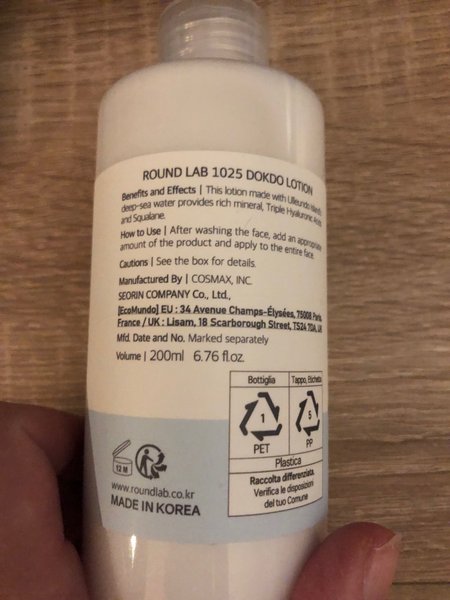 ROUND LAB 1025 DOKDO LOTION
Benefits and Effects | This lotion made with Ulleundo Island's
deep-sea water provides rich mineral, Triple Hyaluronic Acids
and Squalane.
How to Use | After washing the face, add an appropriate
amount of the product and apply to the entire face.
Cautions | See the box for details.
Manufactured By | COSMAX, INC.
SEORIN COMPANY Co., Ltd.,
[EcoMundo] EU : 34 Avenue Champs-Élysées, 75008 Paris,
France / UK : Lisam, 18 Scarborough Street, TS24 7DA, UK
Mfd. Date and No. Marked separately
Volume | 200ml 6.76 fl.oz.
Bottiglia
Tappo, Etichetta
1
5
PET
PP
Plastica
Raccolta differenziata.
Verifica le disposizioni
del tuo Comune
12 M
www.roundlab.co.kr
MADE IN KOREA